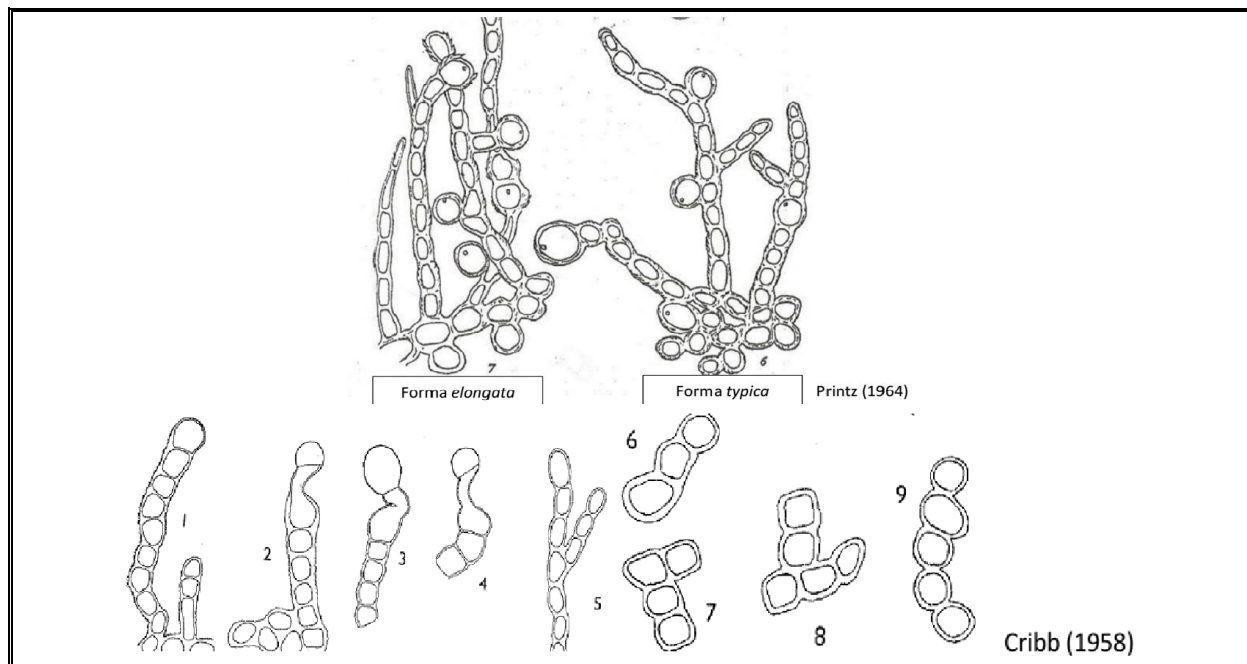 7
6
Forma elongata
Forma typica
Printz (1964)
1
2
3
4
5
6
7
8
9
Cribb (1958)